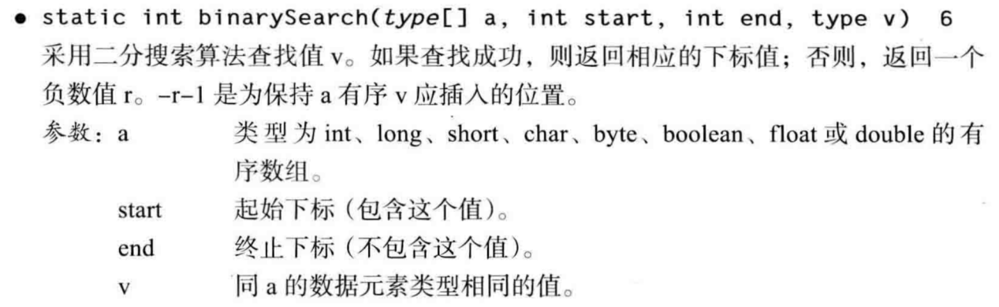 ● static int binarySearch(type[] a, int start, int end, type v)  6
采用二分搜索算法查找值 v。如果查找成功，则返回相应的下标值；否则，返回一个
负数值 r。–r–1 是为保持 a 有序 v 应插入的位置。
参数：a 类型为 int、long、short、char、byte、boolean、float 或 double 的有
序数组。
start 起始下标（包含这个值）。
end 终止下标（不包含这个值）。
v 同 a 的数据元素类型相同的值。